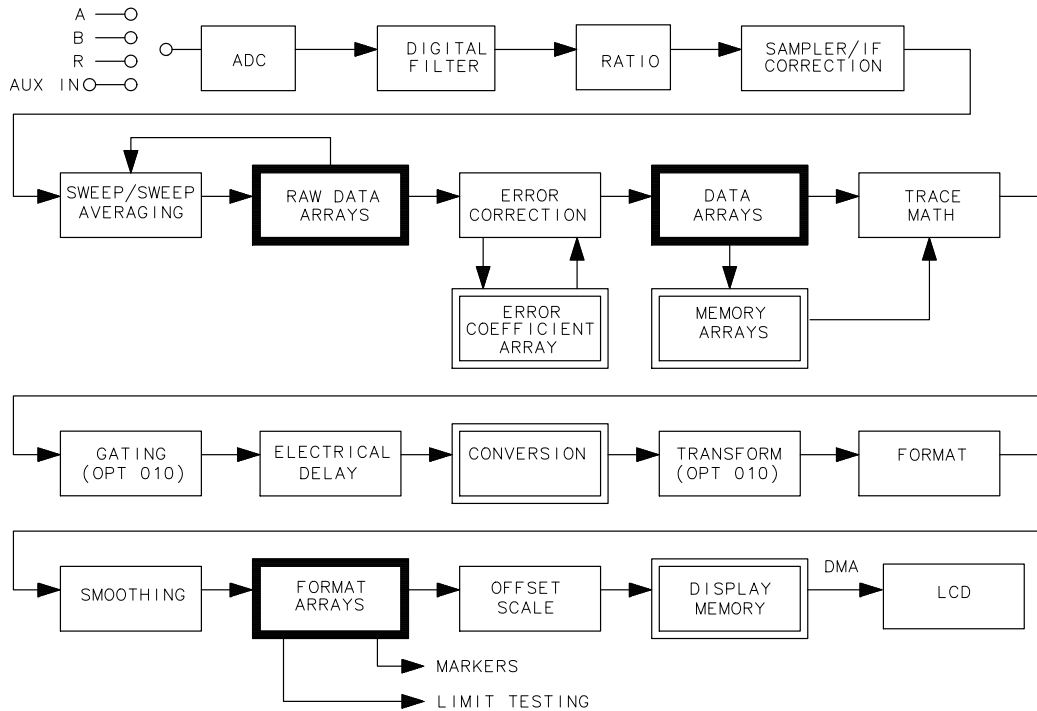 A
B
R
AUX IN
ADC
DIGITAL
FILTER
RATIO
SAMPLER/IF
CORRECTION
SWEEP/SWEEP
AVERAGING
RAW DATA
ARRAYS
ERROR
CORRECTION
DATA
ARRAYS
TRACE
MATH
ERROR
COEFFICIENT
ARRAY
MEMORY
ARRAYS
GATING
(OPT 010)
ELECTRICAL
DELAY
CONVERSION
TRANSFORM
(OPT 010)
FORMAT
SMOOTHING
FORMAT
ARRAYS
OFFSET
SCALE
DISPLAY
MEMORY
DMA
LCD
MARKERS
LIMIT TESTING